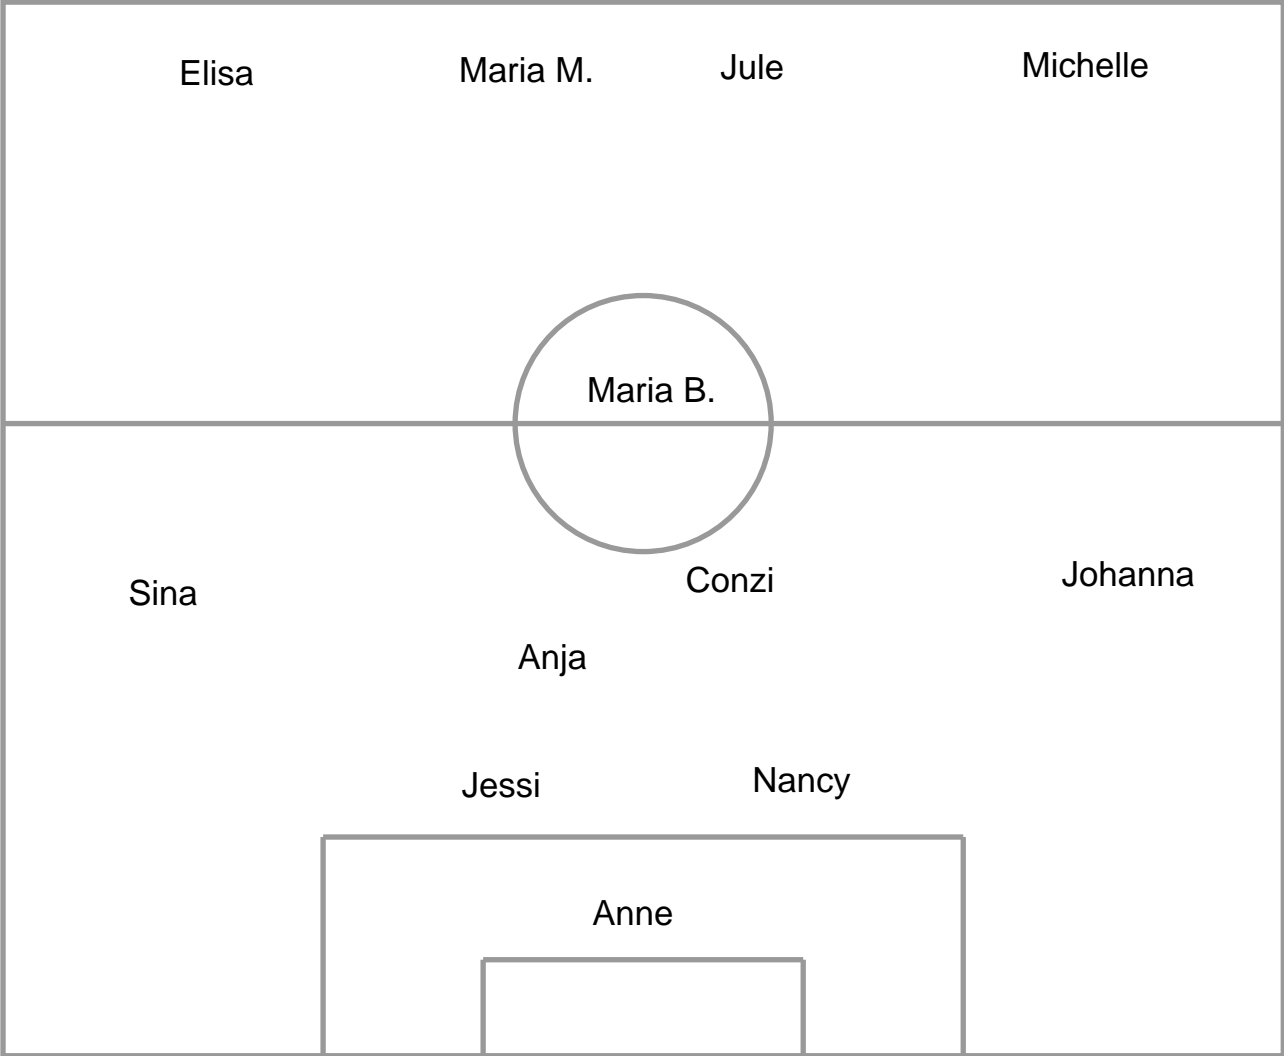 Elisa Maria M. Jule Michelle
Maria B.
Sina Conzi Johanna
Anja
Jessi Nancy
Anne